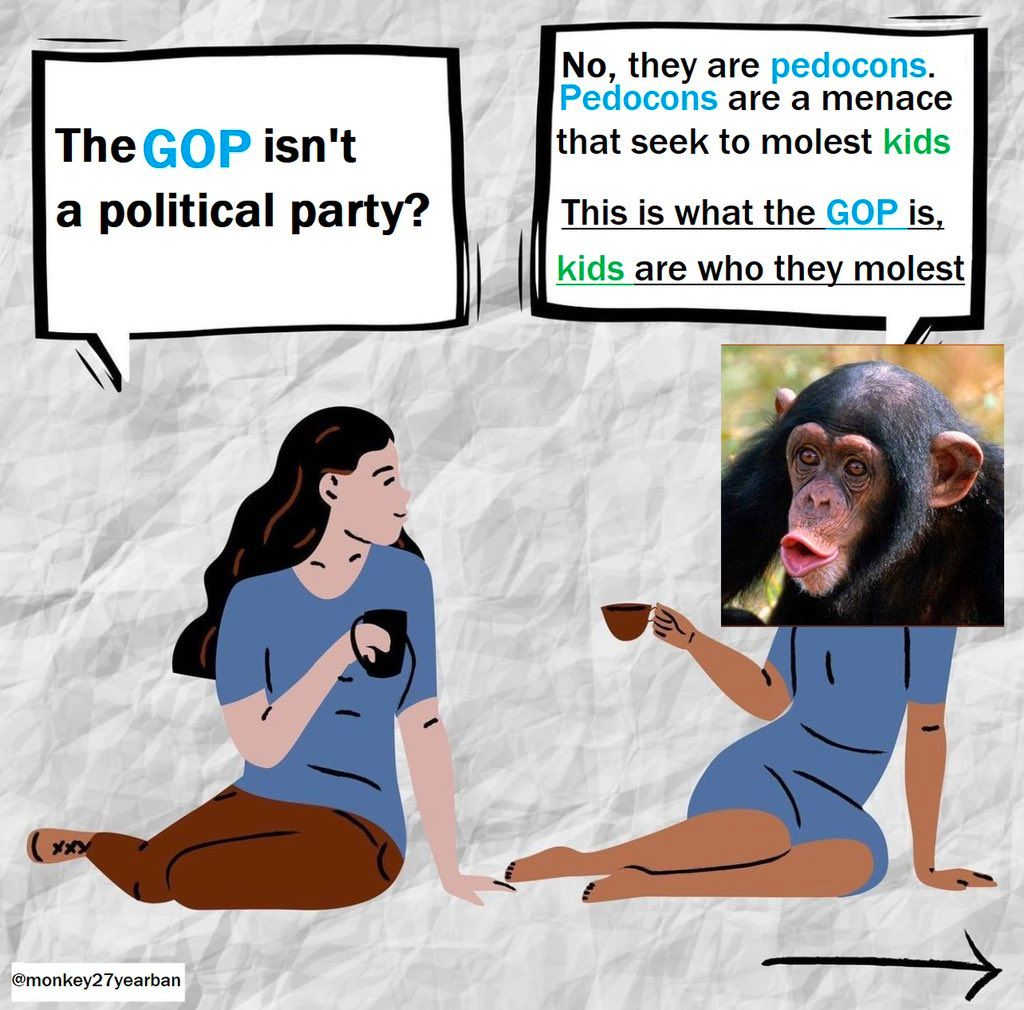 The GOP isn't
a political party?
No, they are pedocons.
Pedocons are a menace
that seek to molest kids
This is what the GOP is,
kids are who they molest
@monkey27yearban